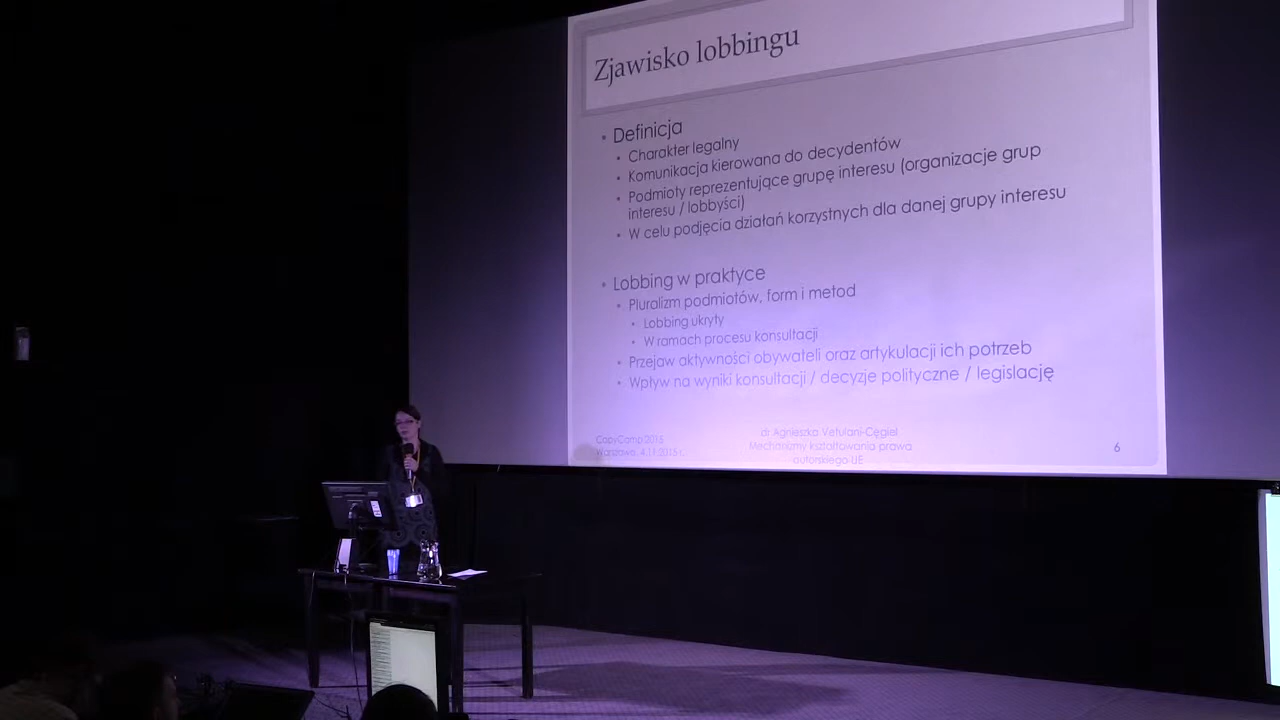 Zjawisko lobbingu
• Definicja
• Charakter legalny
• Komunikacja kierowana do decydentów
• Podmioty reprezentujące grupę interesu (organizacje grup
interesu / lobbyści)
• W celu podjęcia działań korzystnych dla danej grupy interesu
• Lobbing w praktyce
• Pluralizm podmiotów, form i metod
• Lobbing ukryty
• W ramach procesu konsultacji
• Przejaw aktywności obywateli oraz artykulacji ich potrzeb
• Wpływ na wyniki konsultacji / decyzje polityczne / legislację
CopyCamp 2015
Warszawa, 4.11.2015 r.
dr Agnieszka Vetulani-Cęgiel
Mechanizmy kształtowania prawa
autorskiego UE
6